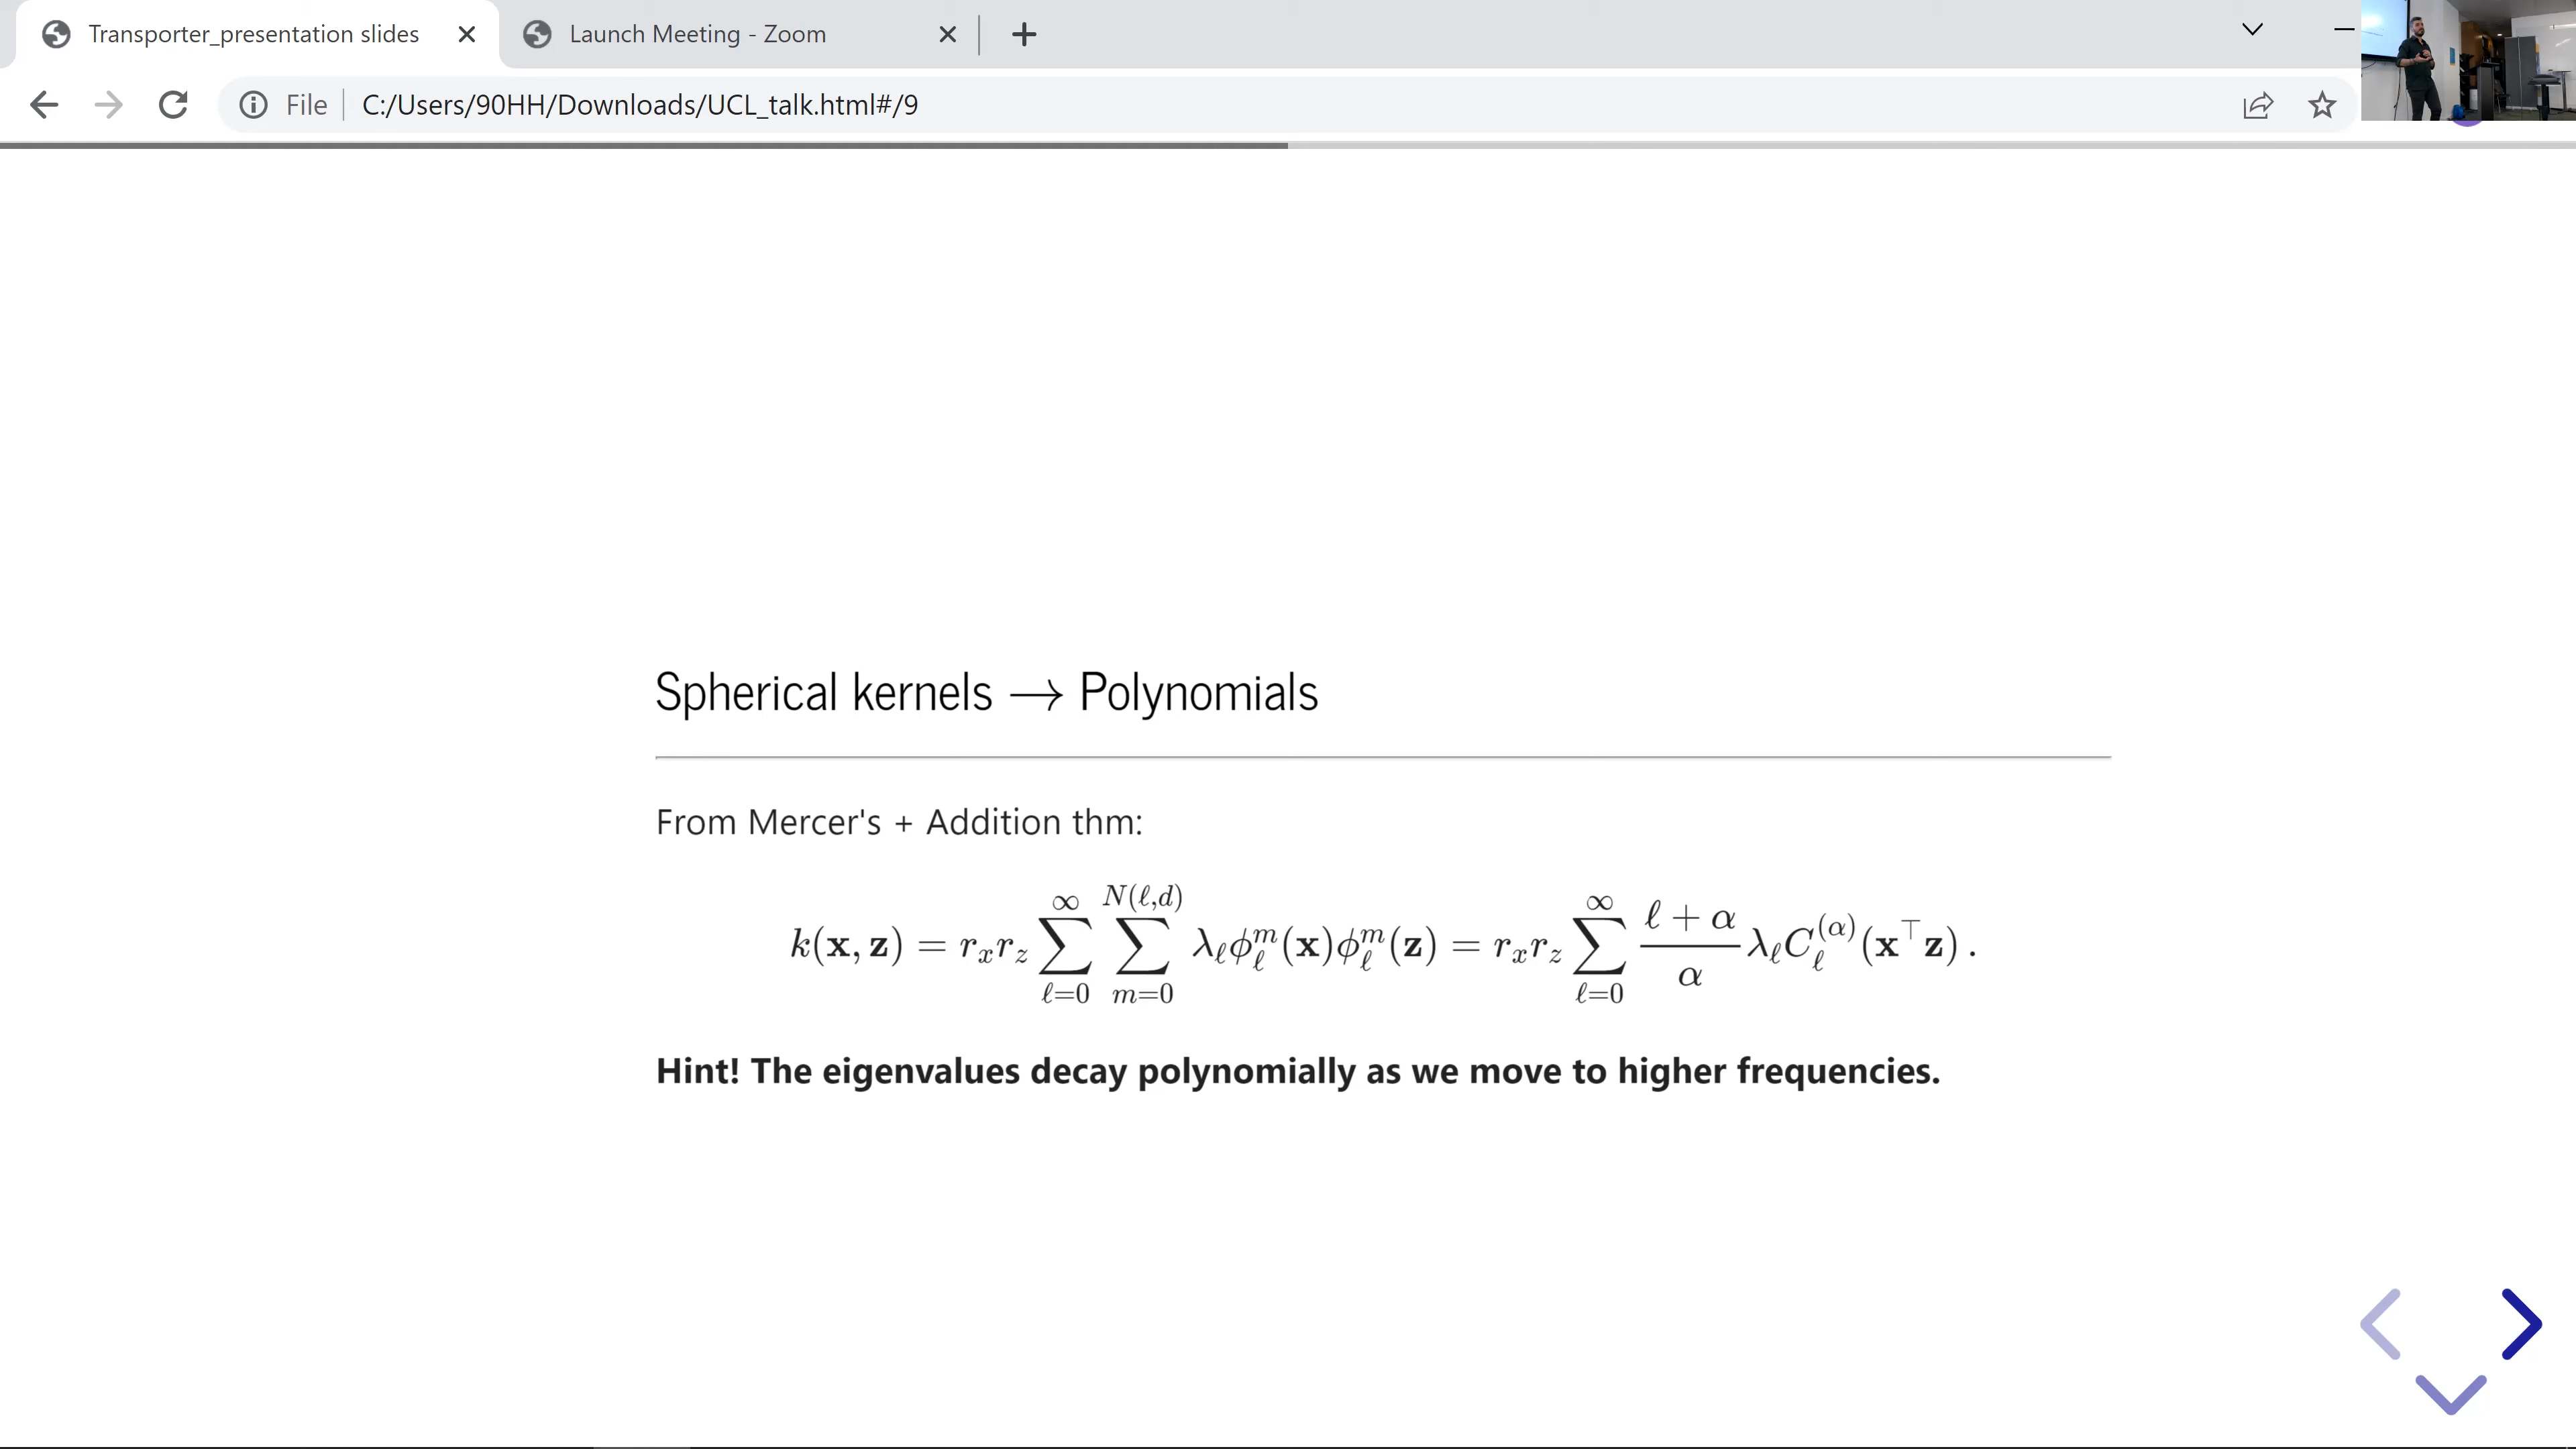 Transporter_presentation slides
Launch Meeting - Zoom
File C:/Users/90HH/Downloads/UCL_talk.html#/9
Spherical kernels → Polynomials
From Mercer's + Addition thm:
k(𝐱, 𝐳) = r_x r_z ∑_{ℓ=0}^{∞} ∑_{m=0}^{N(ℓ,d)} λ_ℓ ϕ_ℓ^m(𝐱) ϕ_ℓ^m(𝐳) = r_x r_z ∑_{ℓ=0}^{∞} \frac{ℓ + α}{α} λ_ℓ C_ℓ^{(α)}(𝐱^⊤ 𝐳) .
Hint! The eigenvalues decay polynomially as we move to higher frequencies.